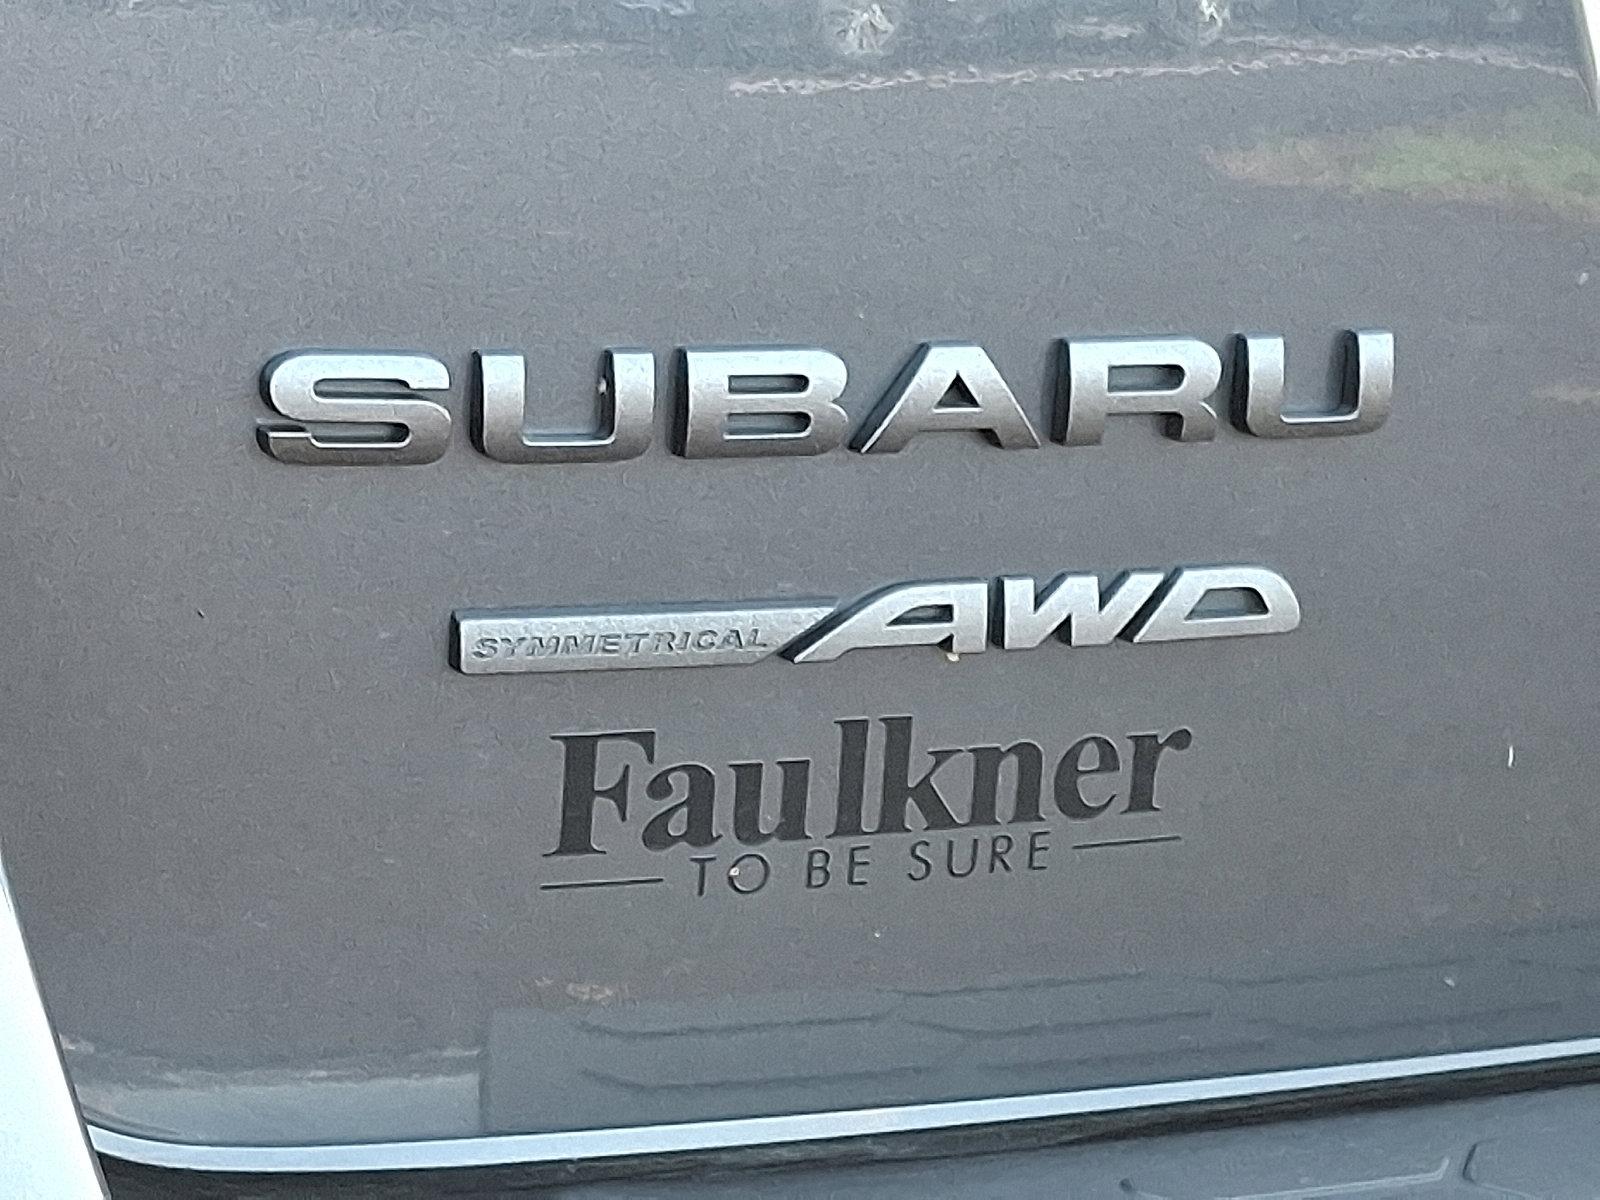 SUBARU
SYMMETRICAL AWD
Faulkner
TO BE SURE